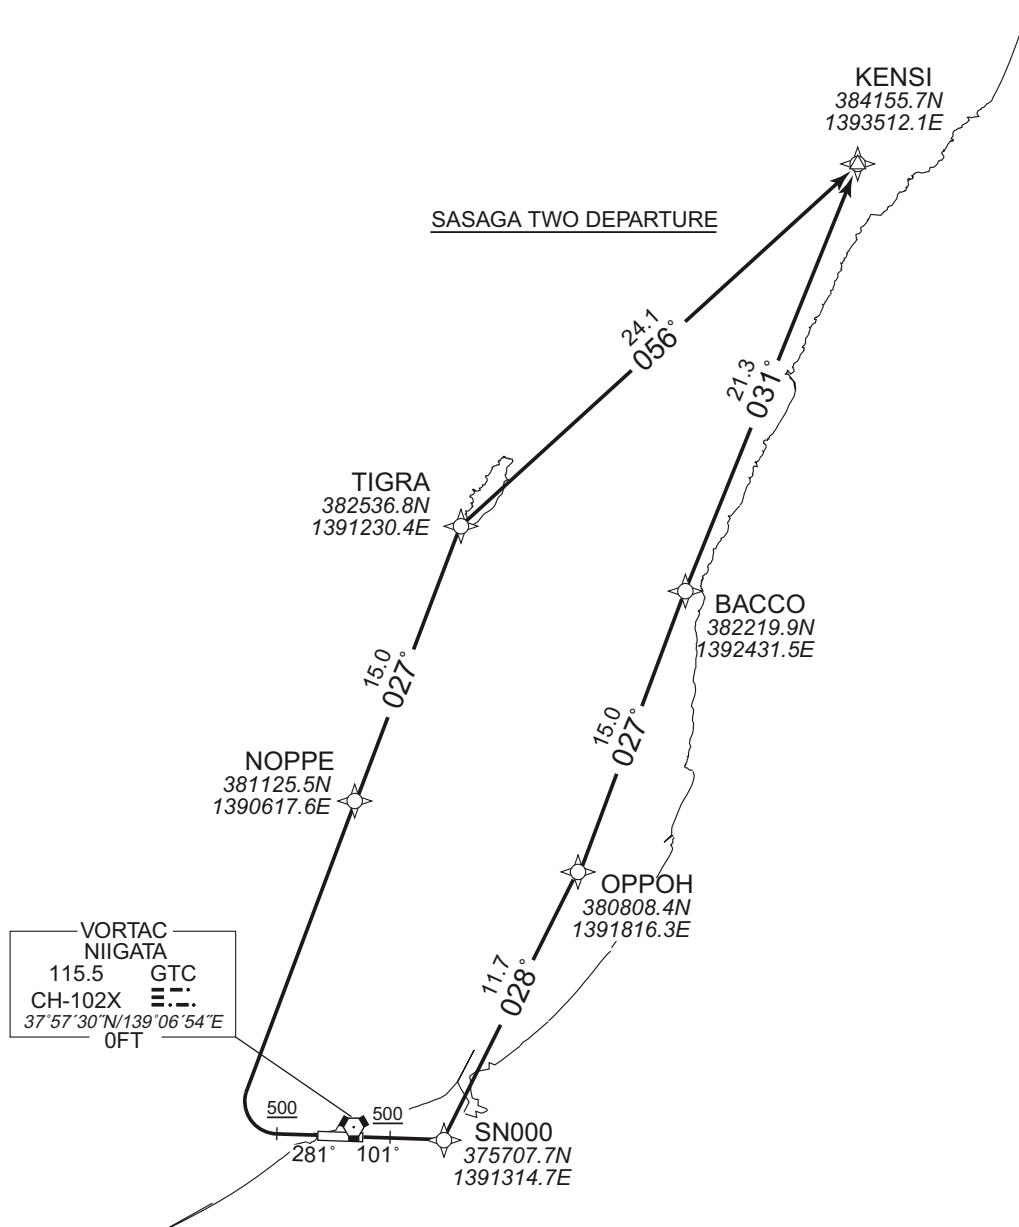 KENSI
384155.7N
1393512.1E
SASAGA TWO DEPARTURE
24.1
056°
21.3
031°
TIGRA
382536.8N
1391230.4E
BACCO
382219.9N
1392431.5E
15.0
027°
15.0
027°
NOPPE
381125.5N
1390617.6E
OPPOH
380808.4N
1391816.3E
VORTAC
NIIGATA
115.5 GTC
CH-102X
37°57´30˝N/139°06´54˝E
0FT
11.7
028°
500
500
281°
101°
SN000
375707.7N
1391314.7E